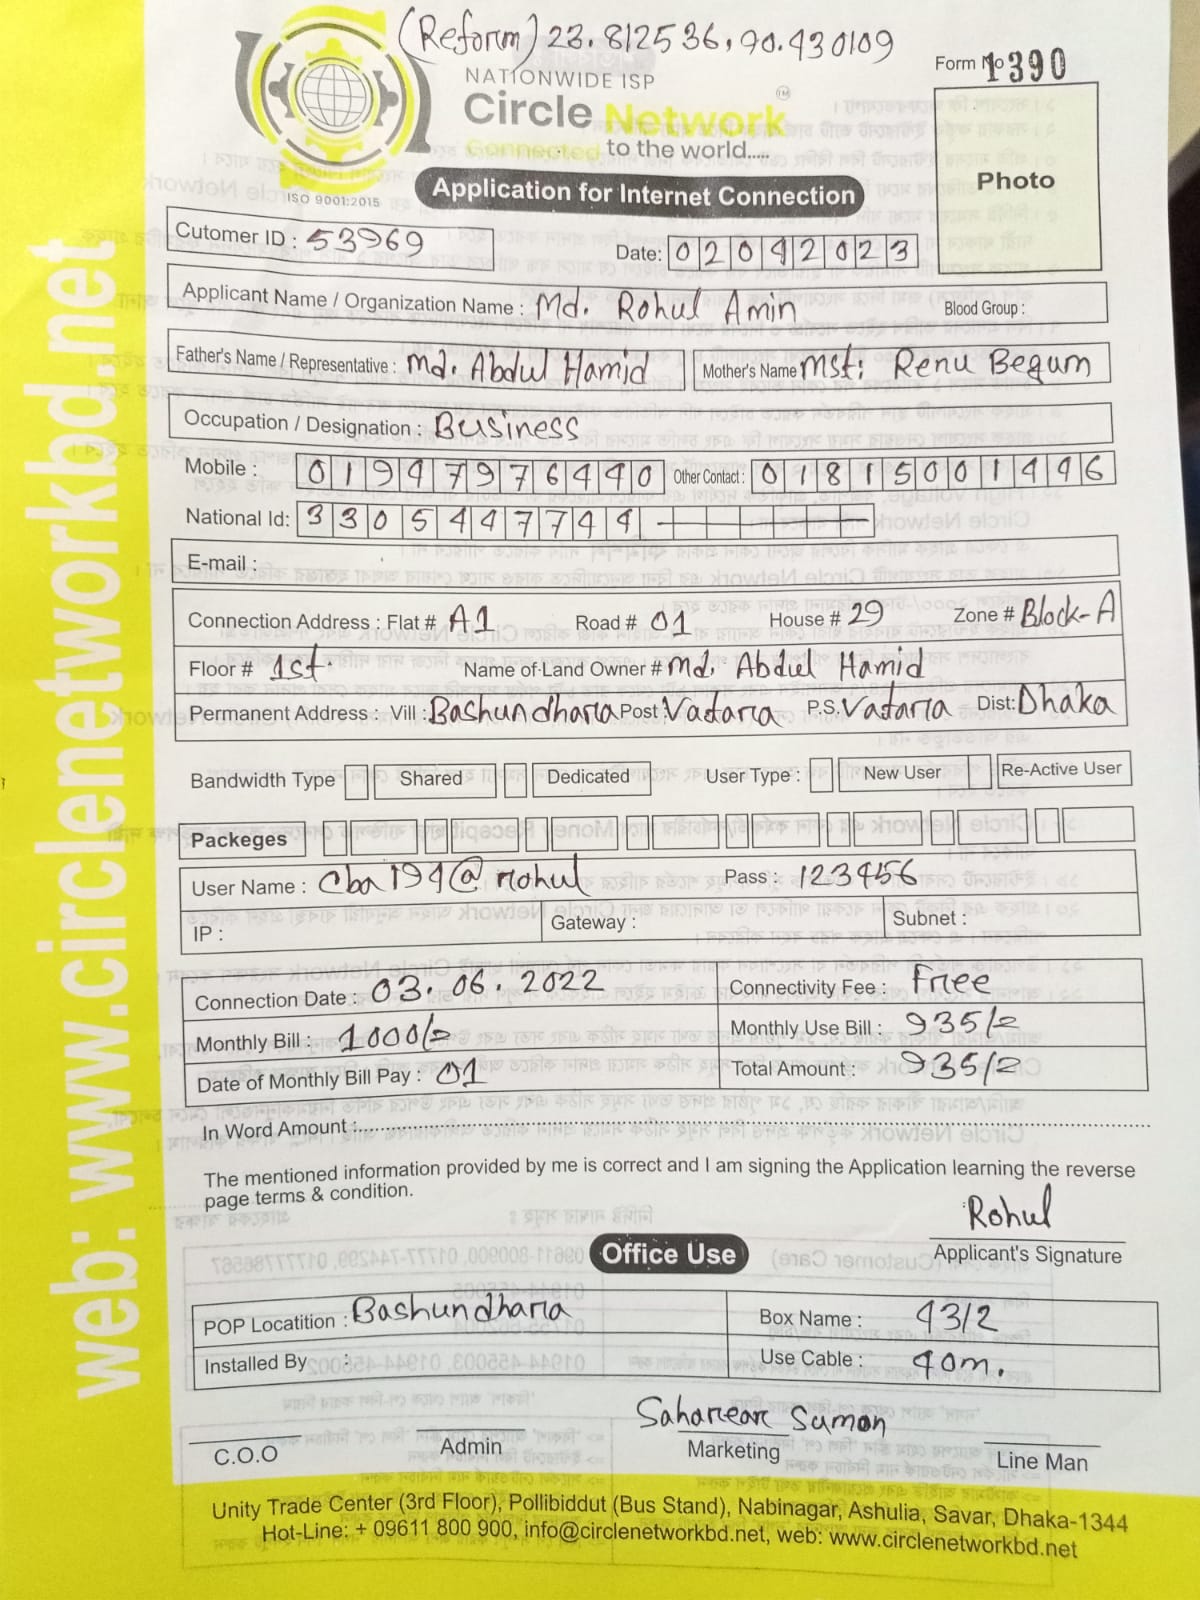 (Reform) 23.812536, 90.430109
NATIONWIDE ISP
Form No 1390
Circle Network
TM
Connected to the world.....
Photo
ISO 9001:2015
Application for Internet Connection
Cutomer ID : 53969
Date: 02042023
Applicant Name / Organization Name : Md. Rohul Amin Blood Group :
Father's Name / Representative : Md. Abdul Hamid Mother's Name Mst: Renu Begum
Occupation / Designation : Business
Mobile : 01947976440 Other Contact : 01815001446
National Id: 3305447744 -
E-mail :
Connection Address : Flat # A1 Road # 01 House # 29 Zone # Block-A
Floor # 1st. Name of Land Owner # Md. Abdul Hamid
Permanent Address : Vill : Bashundhara Post : Vatara P.S. Vatara Dist: Dhaka
Bandwidth Type Shared Dedicated User Type : New User Re-Active User
Packeges
User Name : cba194@rohul Pass : 123456
IP : Gateway : Subnet :
Connection Date : 03.06.2022 Connectivity Fee : Free
Monthly Bill : 1000/= Monthly Use Bill : 935/=
Date of Monthly Bill Pay : 01 Total Amount : 935/=
In Word Amount :
The mentioned information provided by me is correct and I am signing the Application learning the reverse
page terms & condition.
Rohul
Applicant's Signature
Office Use
POP Locatition : Bashundhara Box Name : 43/2
Installed By : Use Cable : 40m.
Saharear Suman
C.O.O Admin Marketing Line Man
Unity Trade Center (3rd Floor), Pollibiddut (Bus Stand), Nabinagar, Ashulia, Savar, Dhaka-1344
Hot-Line: + 09611 800 900, info@circlenetworkbd.net, web: www.circlenetworkbd.net
web: www.circlenetworkbd.net